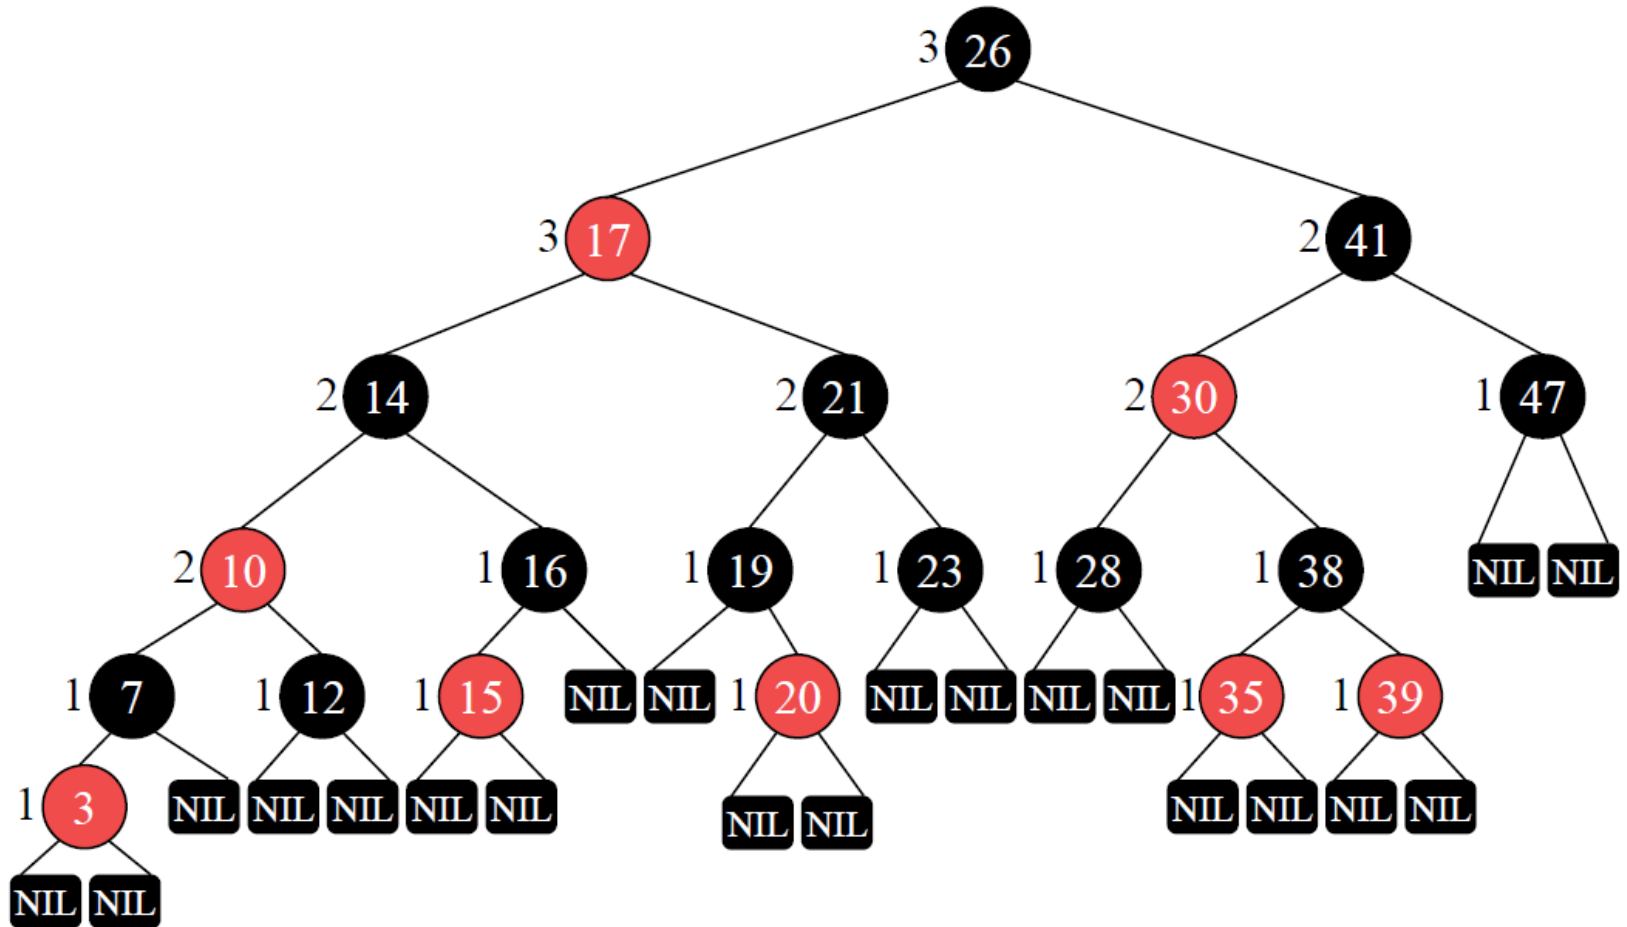 3 26
3 17 2 41
2 14 2 21 2 30 1 47
2 10 1 16 1 19 1 23 1 28 1 38 NIL NIL
1 7 1 12 1 15 NIL NIL 1 20 NIL NIL NIL NIL 1 35 1 39
1 3 NIL NIL NIL NIL NIL NIL NIL NIL NIL NIL NIL
NIL NIL